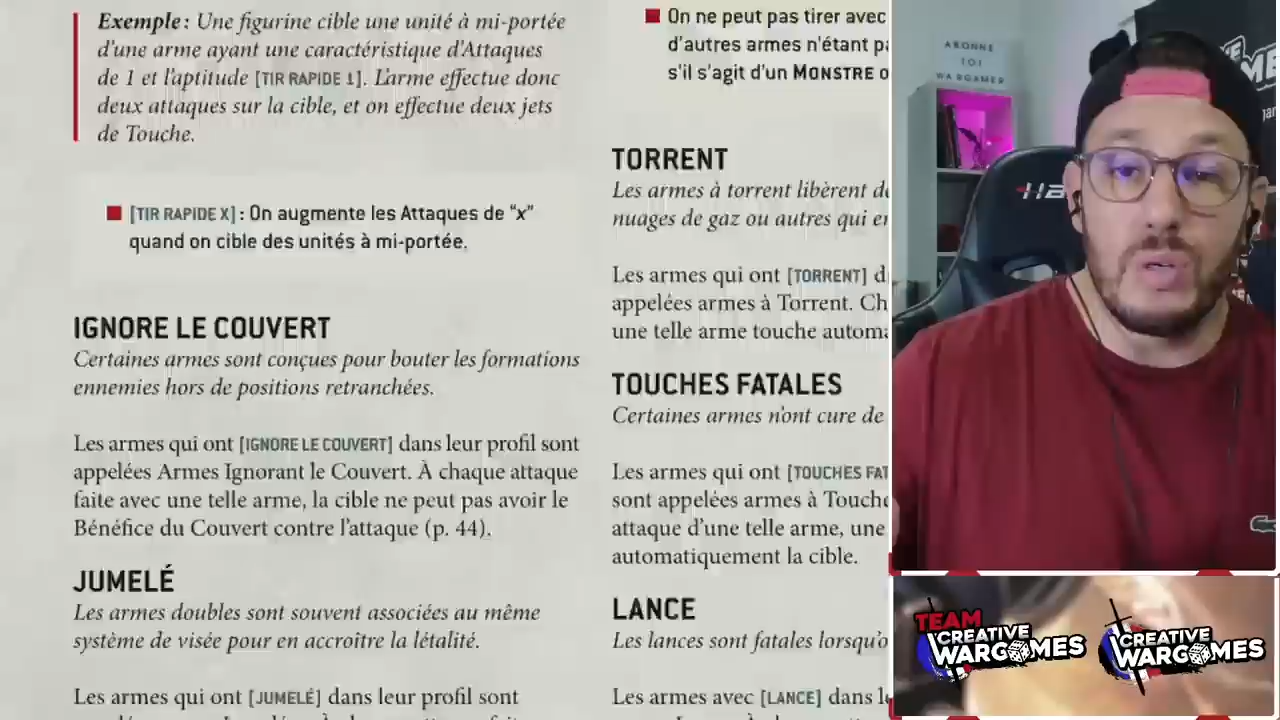 Exemple : Une figurine cible une unité à mi-portée
d'une arme ayant une caractéristique d'Attaques
de 1 et l'aptitude [TIR RAPIDE 1]. L'arme effectue donc
deux attaques sur la cible, et on effectue deux jets
de Touche.
[TIR RAPIDE X] : On augmente les Attaques de “x”
quand on cible des unités à mi-portée.
IGNORE LE COUVERT
Certaines armes sont conçues pour bouter les formations
ennemies hors de positions retranchées.
Les armes qui ont [IGNORE LE COUVERT] dans leur profil sont
appelées Armes Ignorant le Couvert. À chaque attaque
faite avec une telle arme, la cible ne peut pas avoir le
Bénéfice du Couvert contre l'attaque (p. 44).
JUMELÉ
Les armes doubles sont souvent associées au même
système de visée pour en accroître la létalité.
Les armes qui ont [JUMELÉ] dans leur profil sont
On ne peut pas tirer avec
d'autres armes n'étant
s'il s'agit d'un MONSTRE
TORRENT
Les armes à torrent libèrent
nuages de gaz ou autres qui
Les armes qui ont [TORRENT]
appelées armes à Torrent.
une telle arme touche
TOUCHES FATALES
Certaines armes n'ont cure de
Les armes qui ont [TOUCHES
sont appelées armes à
attaque d'une telle arme, une
automatiquement la cible.
LANCE
Les lances sont fatales
Les armes avec [LANCE] dans
ABONNE
TOI
WARGAMER
TEAM
CREATIVE
WARGAMES
CREATIVE
WARGAMES